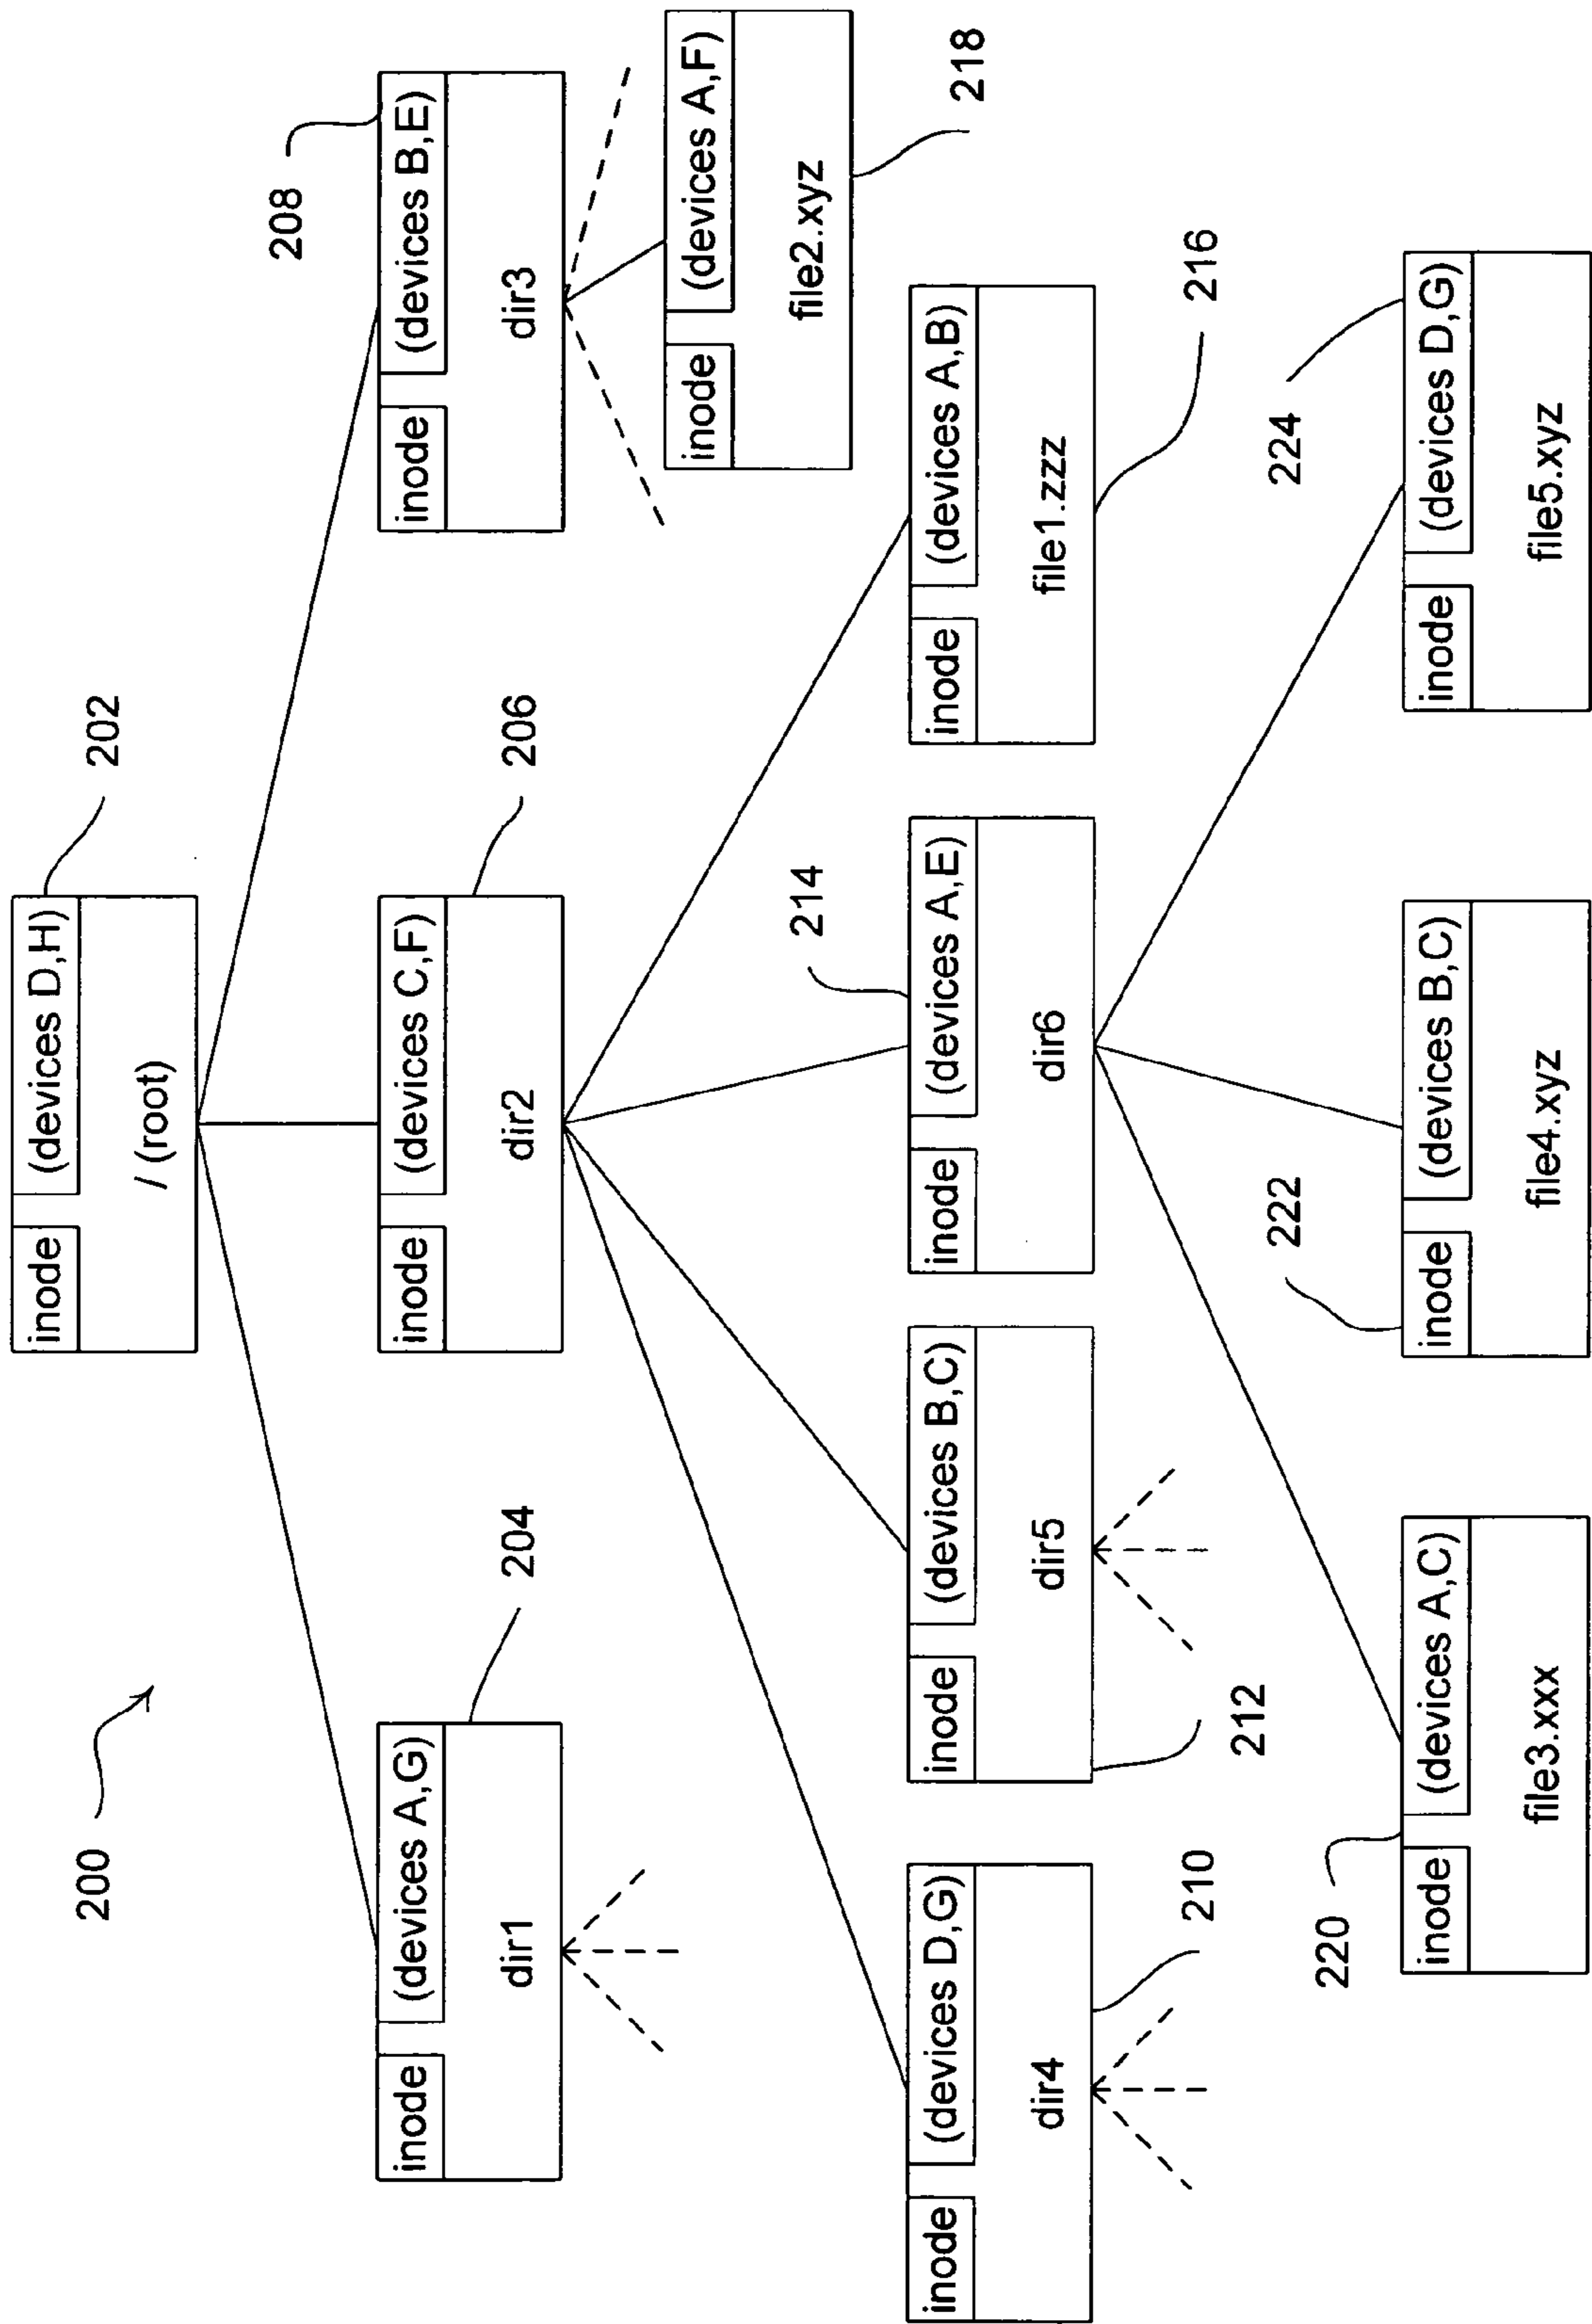 200
202
inode (devices D,H)
/ (root)
204
inode (devices A,G)
dir1
206
inode (devices C,F)
dir2
208
inode (devices B,E)
dir3
inode (devices A,F)
file2.xyz
218
inode (devices D,G)
dir4
210
inode (devices B,C)
dir5
212
214
inode (devices A,E)
dir6
inode (devices A,B)
file1.zzz
216
220
inode (devices A,C)
file3.xxx
222
inode (devices B,C)
file4.xyz
224
inode (devices D,G)
file5.xyz